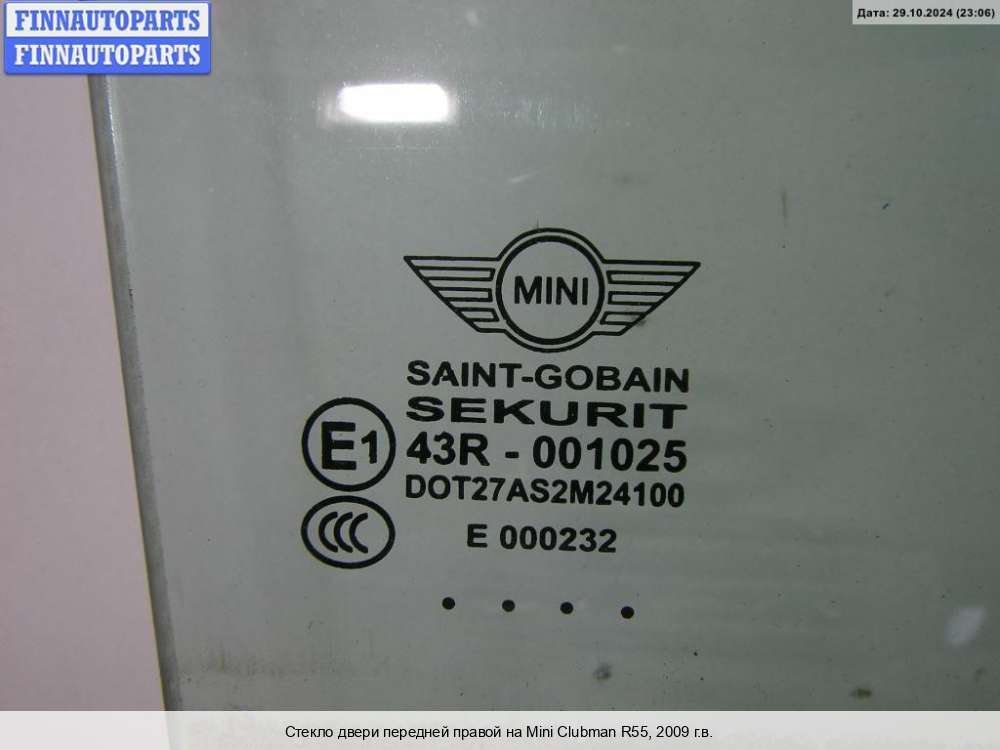 FINNAUTOPARTS
FINNAUTOPARTS
Дата: 29.10.2024 (23:06)
MINI
SAINT-GOBAIN
SEKURIT
E1
43R - 001025
DOT27AS2M24100
CCC
E 000232
Стекло двери передней правой на Mini Clubman R55, 2009 г.в.